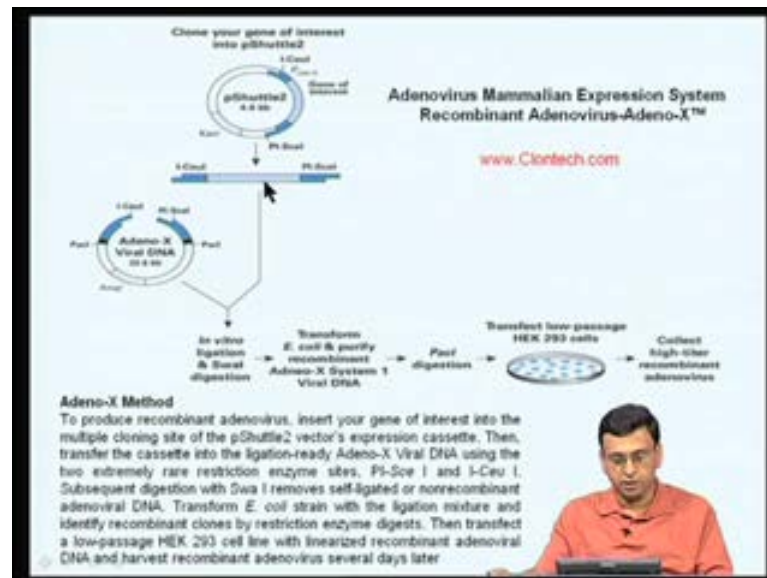 Clone your gene of interest
into pShuttle2
I-CeuI
Gene of
interest
pShuttle2
Kanr
PI-SceI
I-CeuI
PI-SceI
Adenovirus Mammalian Expression System
Recombinant Adenovirus-Adeno-X™
www.Clontech.com
I-CeuI
PI-SceI
PacI
Adeno-X
Viral DNA
PacI
Ampr
In vitro
ligation
& SwaI
digestion
Transform
E. coli & purify
recombinant
Adneo-X System 1
Viral DNA
PacI
digestion
Transfect low-passage
HEK 293 cells
Collect
high-titer
recombinant
adenovirus
Adeno-X Method
To produce recombinant adenovirus, insert your gene of interest into the
multiple cloning site of the pShuttle2 vector's expression cassette. Then,
transfer the cassette into the ligation-ready Adeno-X Viral DNA using the
two extremely rare restriction enzyme sites, PI-Sce I and I-Ceu I.
Subsequent digestion with Swa I removes self-ligated or nonrecombinant
adenoviral DNA. Transform E. coli strain with the ligation mixture and
identify recombinant clones by restriction enzyme digests. Then transfect
a low-passage HEK 293 cell line with linearized recombinant adenoviral
DNA and harvest recombinant adenovirus several days later